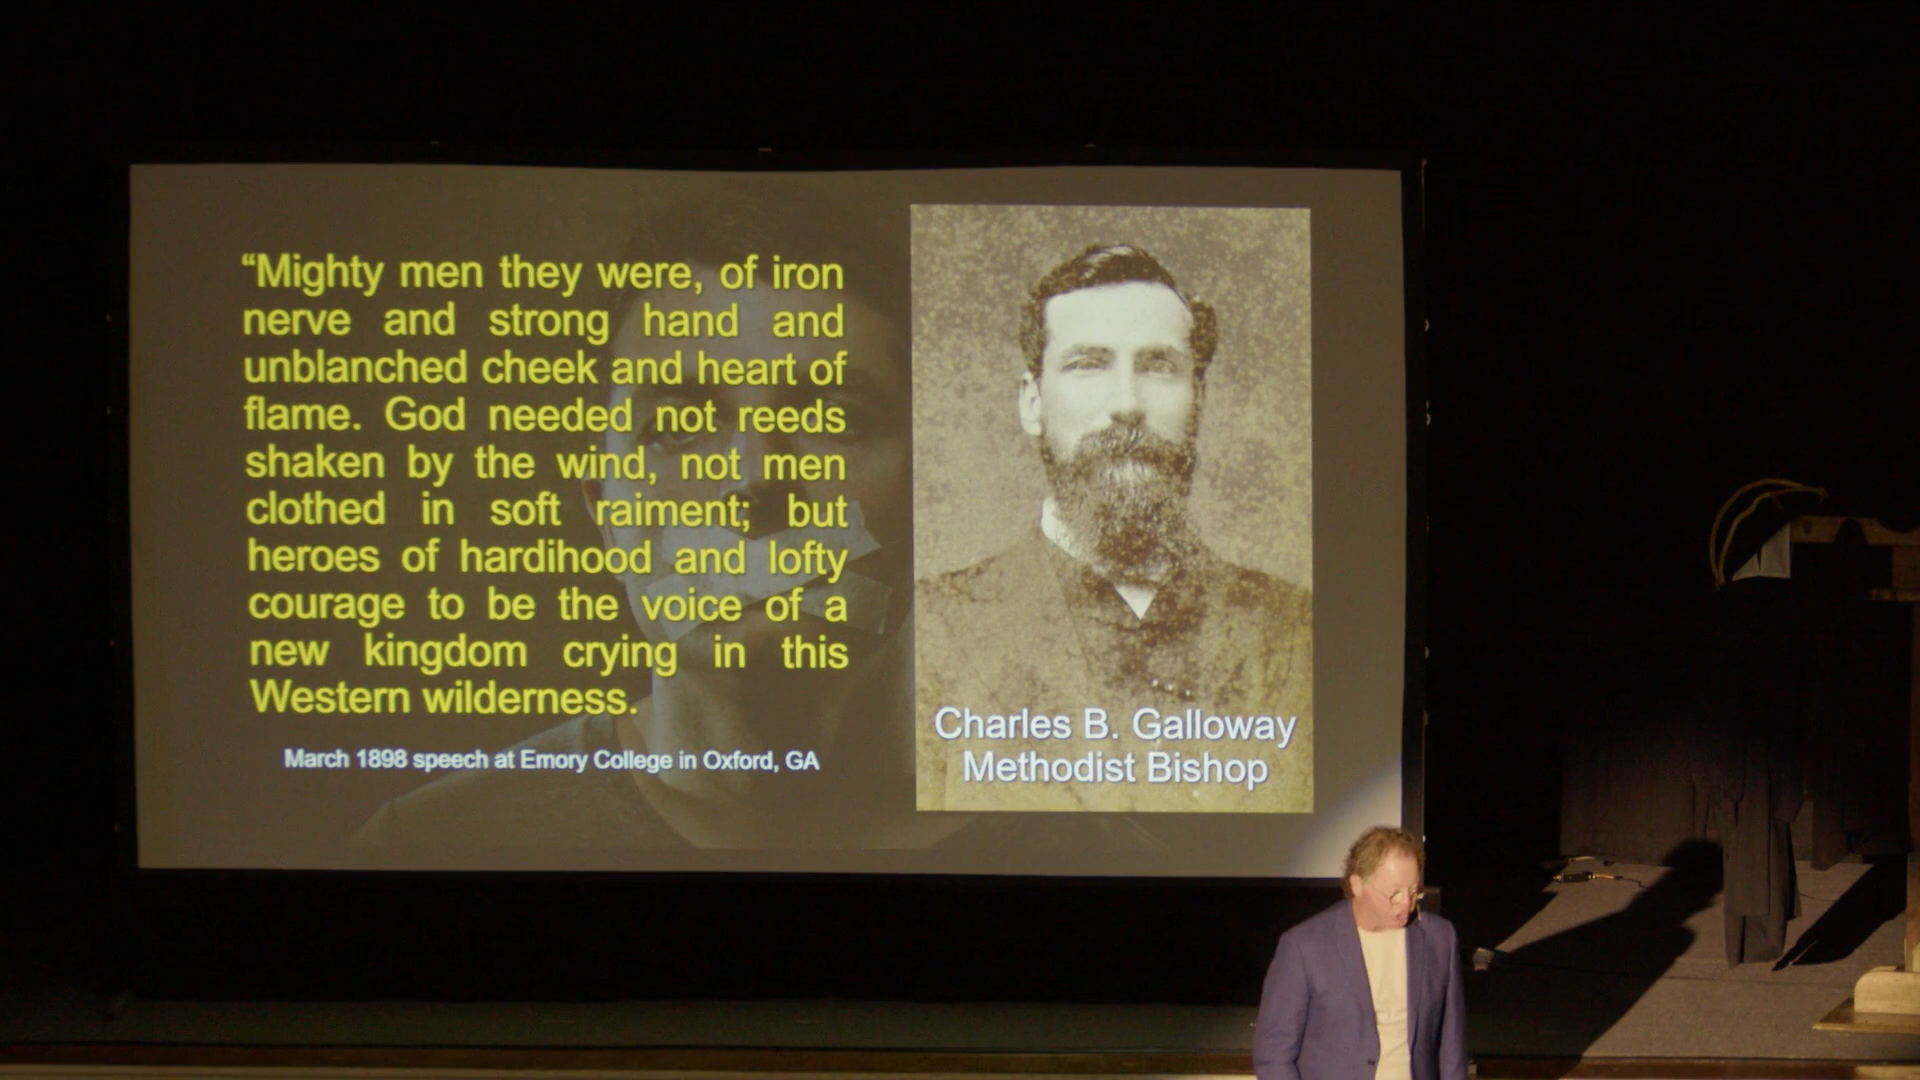 “Mighty men they were, of iron
nerve and strong hand and
unblanched cheek and heart of
flame. God needed not reeds
shaken by the wind, not men
clothed in soft raiment; but
heroes of hardihood and lofty
courage to be the voice of a
new kingdom crying in this
Western wilderness.
March 1898 speech at Emory College in Oxford, GA
Charles B. Galloway
Methodist Bishop